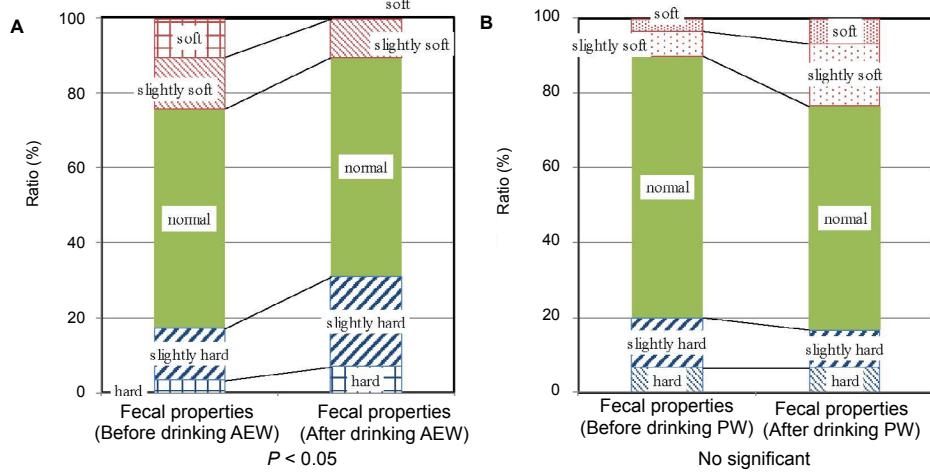 A
Ratio (%)
100
80
60
40
20
0
soft
slightly soft
normal
slightly hard
hard
soft
slightly soft
normal
slightly hard
hard
Fecal properties
(Before drinking AEW)
Fecal properties
(After drinking AEW)
P < 0.05
B
Ratio (%)
100
80
60
40
20
0
soft
slightly soft
normal
slightly hard
hard
soft
slightly soft
normal
slightly hard
hard
Fecal properties
(Before drinking PW)
Fecal properties
(After drinking PW)
No significant